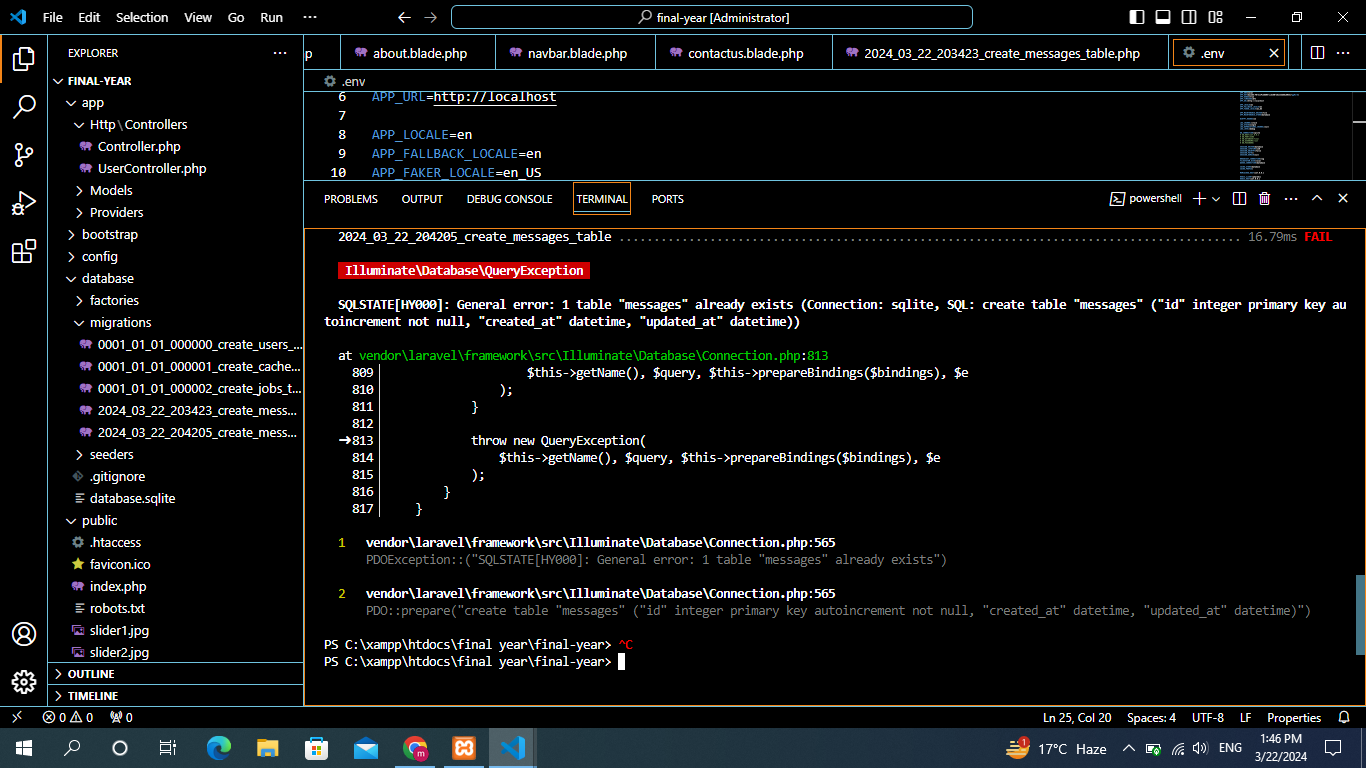 File Edit Selection View Go Run ··· final-year [Administrator]
EXPLORER ···
FINAL-YEAR
app
Http\Controllers
Controller.php
UserController.php
Models
Providers
bootstrap
config
database
factories
migrations
0001_01_01_000000_create_users_...
0001_01_01_000001_create_cache...
0001_01_01_000002_create_jobs_t...
2024_03_22_203423_create_mess...
2024_03_22_204205_create_mess...
seeders
.gitignore
database.sqlite
public
.htaccess
favicon.ico
index.php
robots.txt
slider1.jpg
slider2.jpg
OUTLINE
TIMELINE
p about.blade.php navbar.blade.php contactus.blade.php 2024_03_22_203423_create_messages_table.php .env
.env
6 APP_URL=http://localhost
7
8 APP_LOCALE=en
9 APP_FALLBACK_LOCALE=en
10 APP_FAKER_LOCALE=en_US
PROBLEMS OUTPUT DEBUG CONSOLE TERMINAL PORTS powershell
2024_03_22_204205_create_messages_table .......................................................................................... 16.79ms FAIL
Illuminate\Database\QueryException
SQLSTATE[HY000]: General error: 1 table "messages" already exists (Connection: sqlite, SQL: create table "messages" ("id" integer primary key au
toincrement not null, "created_at" datetime, "updated_at" datetime))
at vendor\laravel\framework\src\Illuminate\Database\Connection.php:813
809 $this->getName(), $query, $this->prepareBindings($bindings), $e
810 );
811 }
812
➜813 throw new QueryException(
814 $this->getName(), $query, $this->prepareBindings($bindings), $e
815 );
816 }
817 }
1 vendor\laravel\framework\src\Illuminate\Database\Connection.php:565
PDOException::("SQLSTATE[HY000]: General error: 1 table "messages" already exists")
2 vendor\laravel\framework\src\Illuminate\Database\Connection.php:565
PDO::prepare("create table "messages" ("id" integer primary key autoincrement not null, "created_at" datetime, "updated_at" datetime)")
PS C:\xampp\htdocs\final year\final-year> ^C
PS C:\xampp\htdocs\final year\final-year>
0 0 0 Ln 25, Col 20 Spaces: 4 UTF-8 LF Properties
1 17°C Haze ENG 1:46 PM
3/22/2024